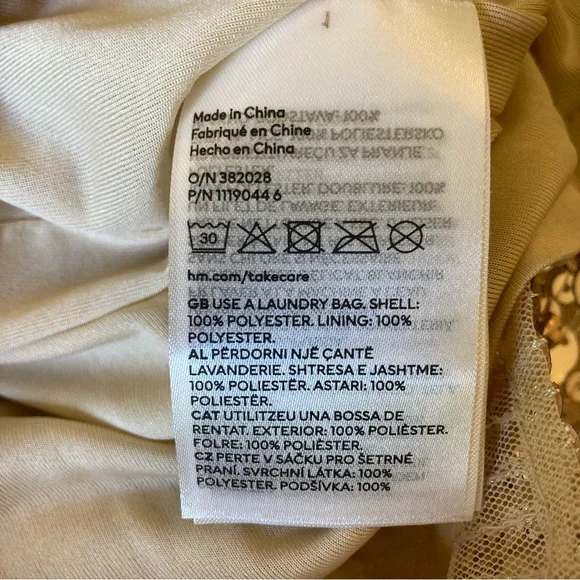 Made in China
Fabriqué en Chine
Hecho en China
O/N 382028
P/N 1119044 6
30
hm.com/takecare
GB USE A LAUNDRY BAG. SHELL:
100% POLYESTER. LINING: 100%
POLYESTER.
AL PËRDORNI NJË ÇANTË
LAVANDERIE. SHTRESA E JASHTME:
100% POLIESTËR. ASTARI: 100%
POLIESTËR.
CAT UTILITZEU UNA BOSSA DE
RENTAT. EXTERIOR: 100% POLIÈSTER.
FOLRE: 100% POLIÈSTER.
CZ PERTE V SÁČKU PRO ŠETRNÉ
PRANÍ. SVRCHNÍ LÁTKA: 100%
POLYESTER. PODŠÍVKA: 100%